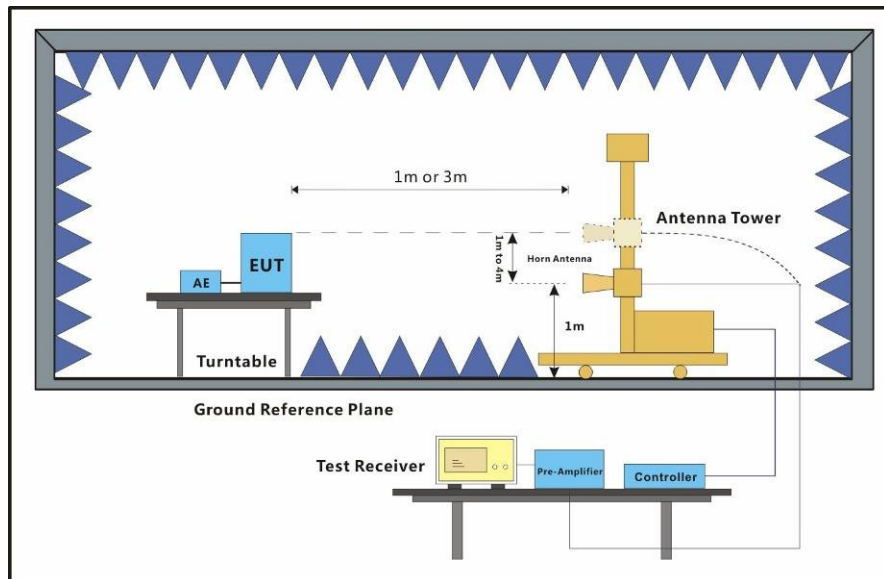 1m or 3m
Antenna Tower
1m to 4m
Horn Antenna
EUT
AE
1m
Turntable
Ground Reference Plane
Test Receiver
Pre-Amplifier
Controller